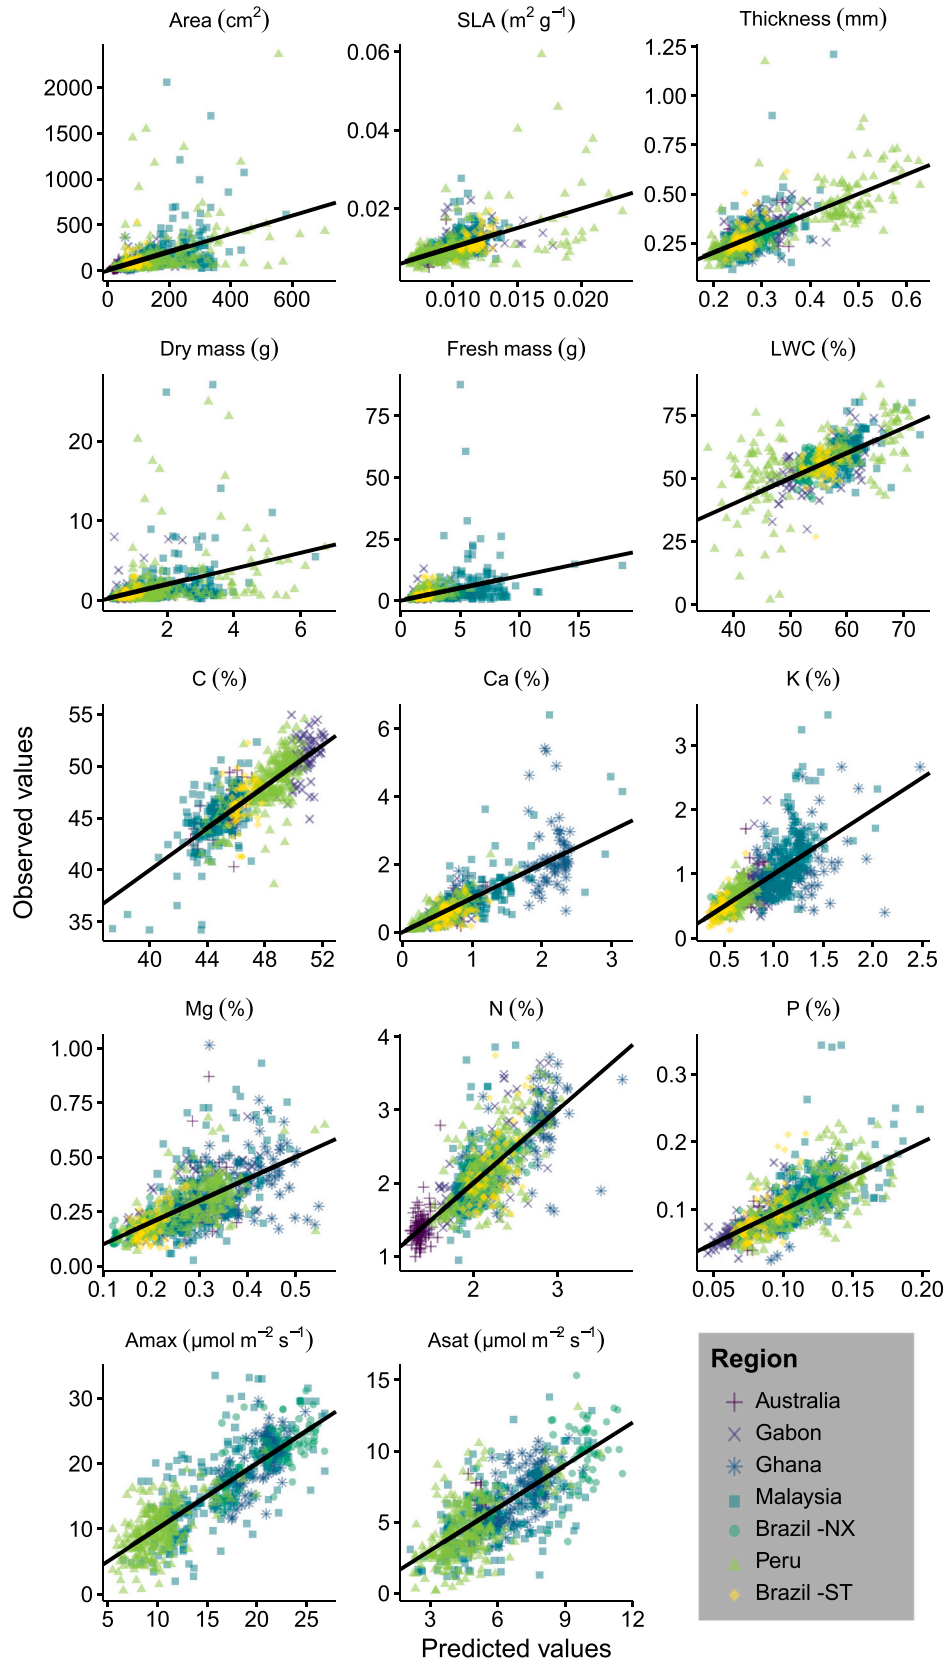 Area (cm²)
SLA (m² g⁻¹)
Thickness (mm)
2000
1500
1000
500
0
0 200 400 600
0.06
0.04
0.02
0.010 0.015 0.020
1.25
1.00
0.75
0.50
0.25
0.2 0.3 0.4 0.5 0.6
Dry mass (g)
Fresh mass (g)
LWC (%)
20
10
0
2 4 6
75
50
25
0
0 5 10 15
75
50
25
0
40 50 60 70
C (%)
Ca (%)
K (%)
55
50
45
40
35
40 44 48 52
6
4
2
0
0 1 2 3
3
2
1
0
0.5 1.0 1.5 2.0 2.5
Mg (%)
N (%)
P (%)
1.00
0.75
0.50
0.25
0.00
0.1 0.2 0.3 0.4 0.5
4
3
2
1
2 3
0.3
0.2
0.1
0.05 0.10 0.15 0.20
Amax (µmol m⁻² s⁻¹)
Asat (µmol m⁻² s⁻¹)
30
20
10
0
5 10 15 20 25
15
10
5
0
3 6 9 12
Observed values
Predicted values
Region
Australia
Gabon
Ghana
Malaysia
Brazil -NX
Peru
Brazil -ST